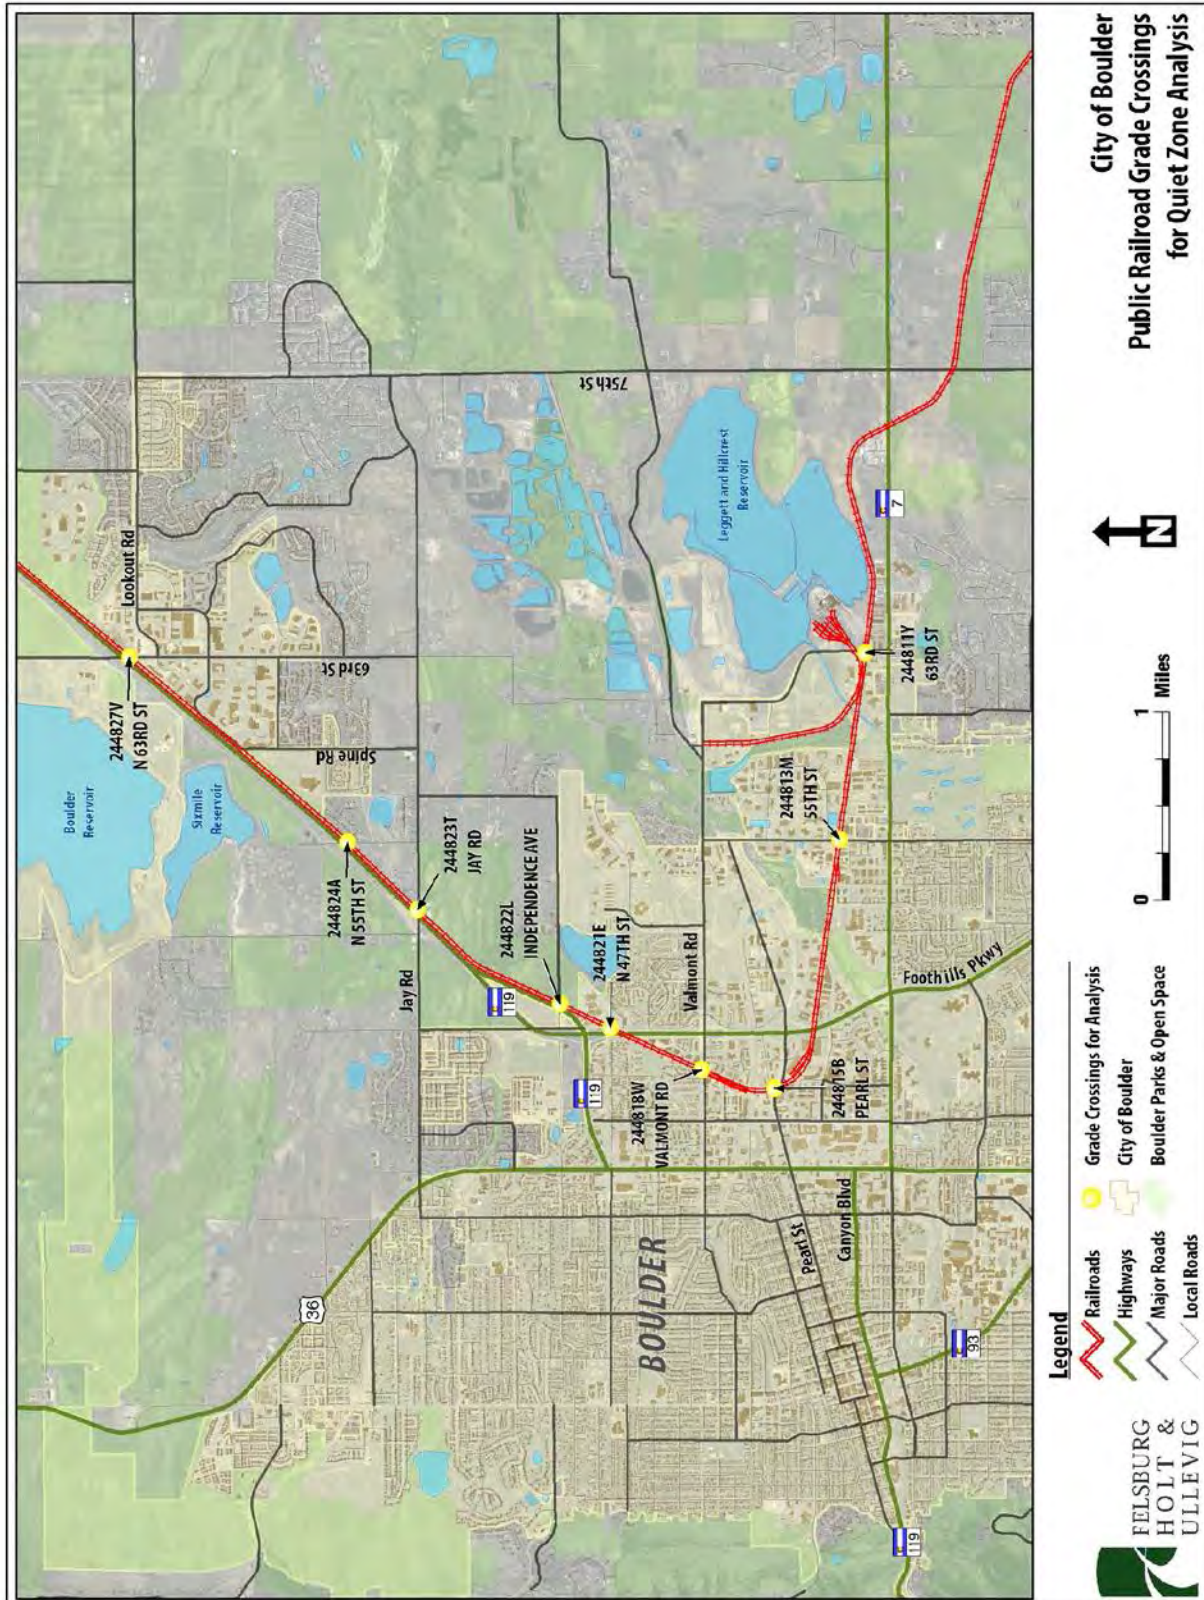 City of Boulder
Public Railroad Grade Crossings
for Quiet Zone Analysis
Boulder
Reservoir
Sixmile
Reservoir
244827V
N 63RD ST
Lookout Rd
63rd St
Spine Rd
244824A
N 55TH ST
Jay Rd
244823T
JAY RD
244822L
INDEPENDENCE AVE
119
244821E
N 47TH ST
119
36
75th St
Valmont Rd
244818W
VALMONT RD
BOULDER
Leggett and Hillcrest
Reservoir
244813M
55TH ST
244815B
PEARL ST
244811Y
63RD ST
Pearl St
Canyon Blvd
Foothills Pkwy
7
93
119
Legend
Railroads
Highways
Major Roads
Local Roads
Grade Crossings for Analysis
City of Boulder
Boulder Parks & Open Space
0
1
Miles
N
FELSBURG
HOLT &
ULLEVIG